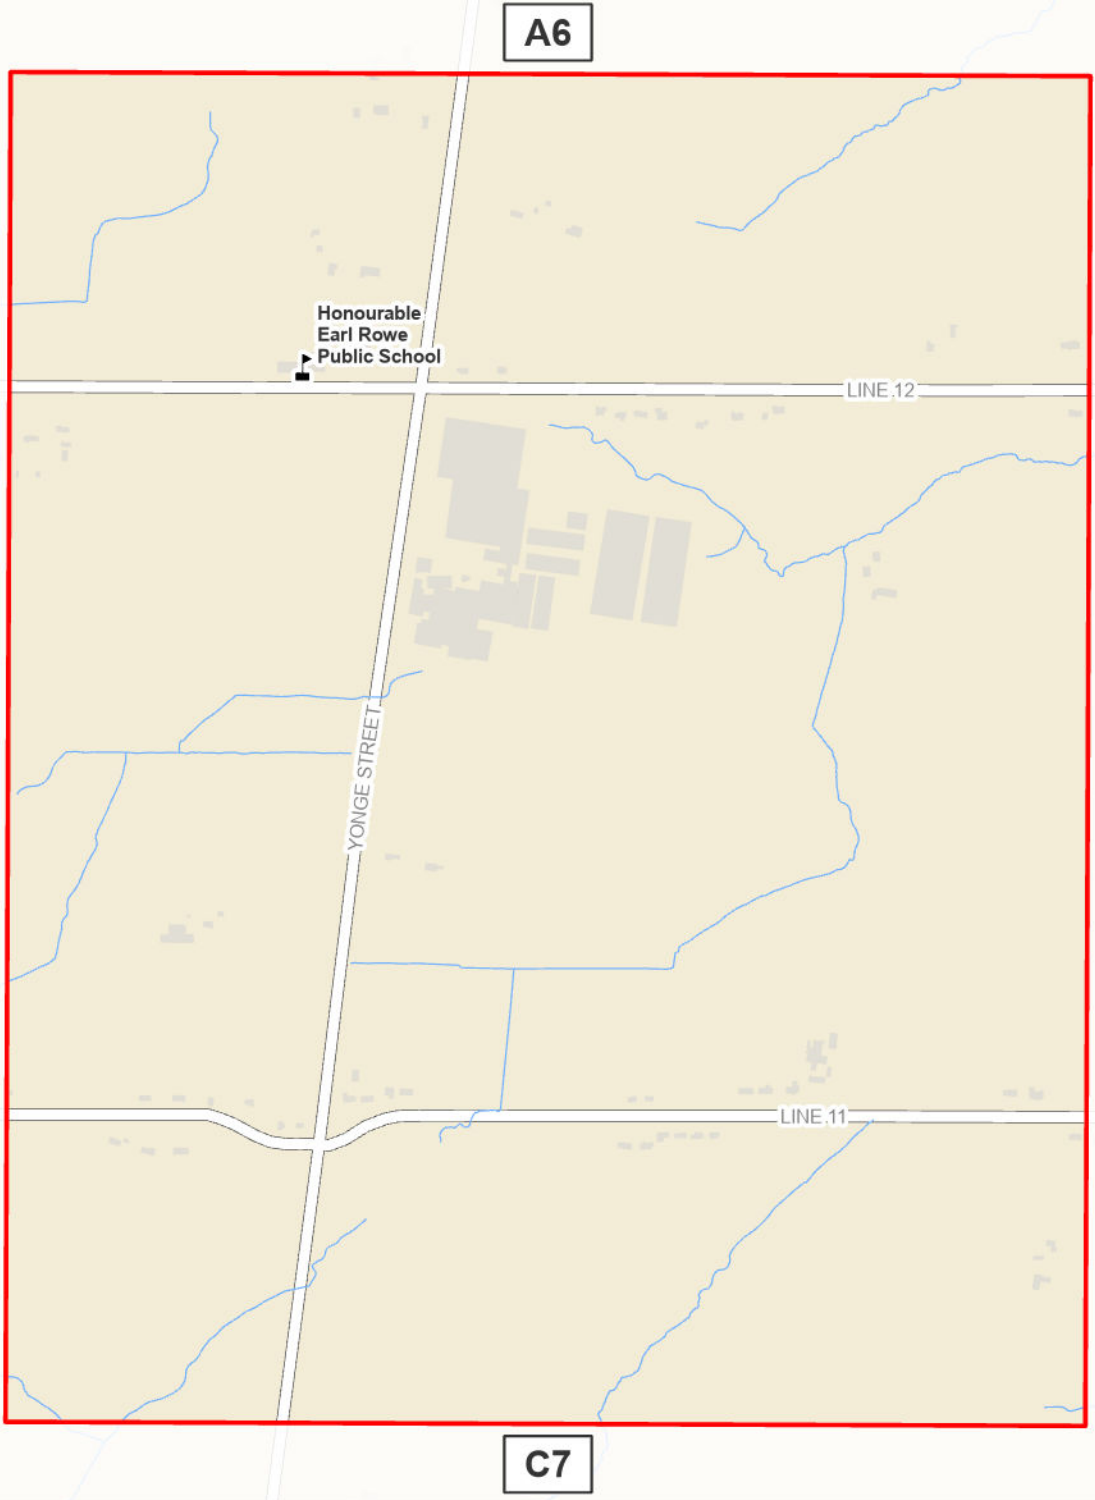 A6
Honourable
Earl Rowe
Public School
LINE 12
YONGE STREET
LINE 11
C7